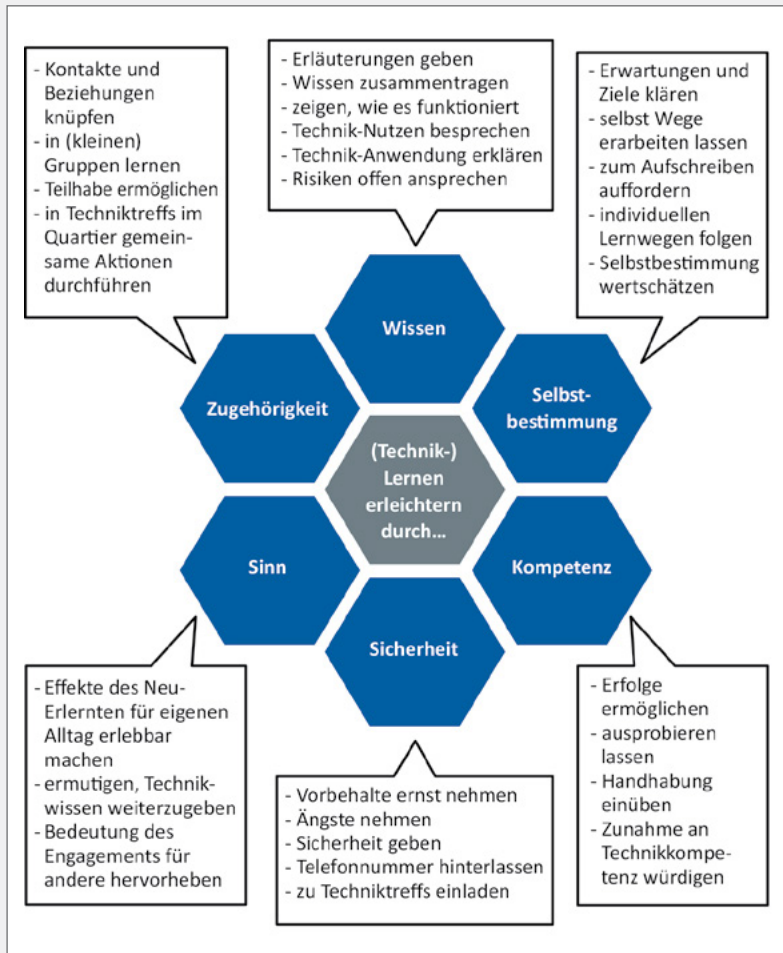 - Kontakte und
Beziehungen
knüpfen
- in (kleinen)
Gruppen lernen
- Teilhabe ermöglichen
- in Techniktreffs im
Quartier gemein-
same Aktionen
durchführen
- Erläuterungen geben
- Wissen zusammentragen
- zeigen, wie es funktioniert
- Technik-Nutzen besprechen
- Technik-Anwendung erklären
- Risiken offen ansprechen
- Erwartungen und
Ziele klären
- selbst Wege
erarbeiten lassen
- zum Aufschreiben
auffordern
- individuellen
Lernwegen folgen
- Selbstbestimmung
wertschätzen
Wissen
Zugehörigkeit
Selbst-
bestimmung
(Technik-)
Lernen
erleichtern
durch...
Sinn
Kompetenz
Sicherheit
- Effekte des Neu-
Erlernten für eigenen
Alltag erlebbar
machen
- ermutigen, Technik-
wissen weiterzugeben
- Bedeutung des
Engagements für
andere hervorheben
- Vorbehalte ernst nehmen
- Ängste nehmen
- Sicherheit geben
- Telefonnummer hinterlassen
- zu Techniktreffs einladen
- Erfolge
ermöglichen
- ausprobieren
lassen
- Handhabung
einüben
- Zunahme an
Technikkompe-
tenz würdigen